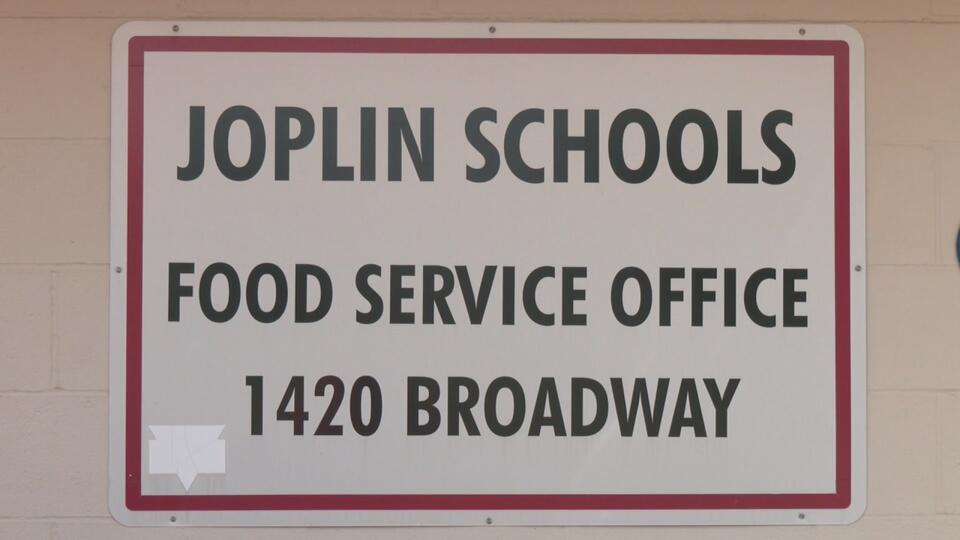 JOPLIN SCHOOLS
FOOD SERVICE OFFICE
1420 BROADWAY